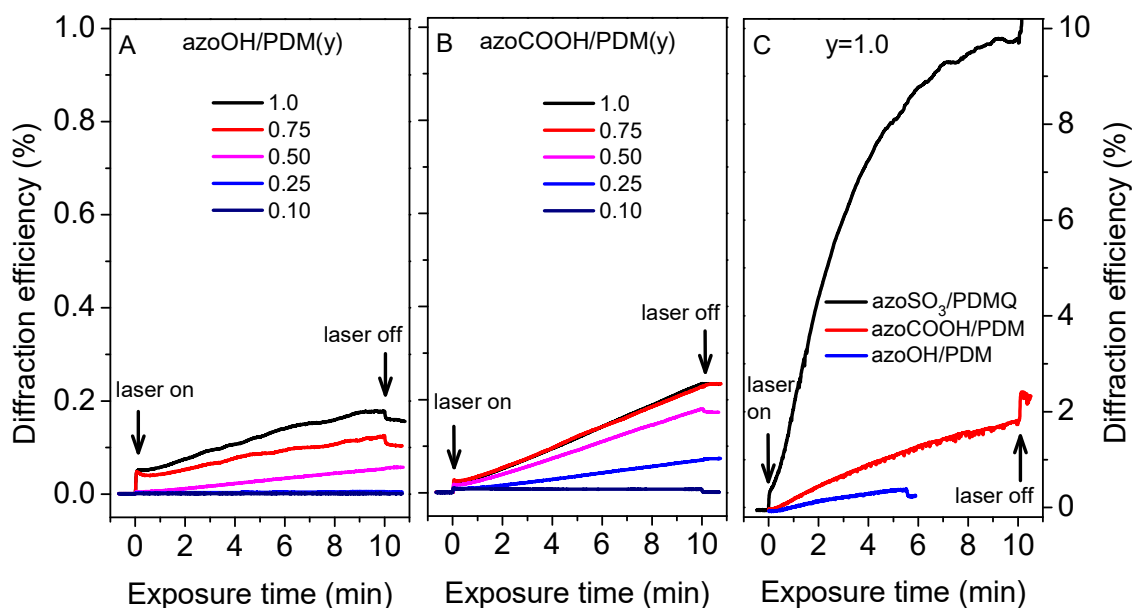 Diffraction efficiency (%)
1.0
0.8
0.6
0.4
0.2
0.0
A
azoOH/PDM(y)
1.0
0.75
0.50
0.25
0.10
laser on
laser off
0 2 4 6 8 10
Exposure time (min)
B
azoCOOH/PDM(y)
1.0
0.75
0.50
0.25
0.10
laser on
laser off
0 2 4 6 8 10
Exposure time (min)
C
y=1.0
azoSO₃/PDMQ
azoCOOH/PDM
azoOH/PDM
laser
on
laser off
0 2 4 6 8 10
Exposure time (min)
10
8
6
4
2
0
Diffraction efficiency (%)